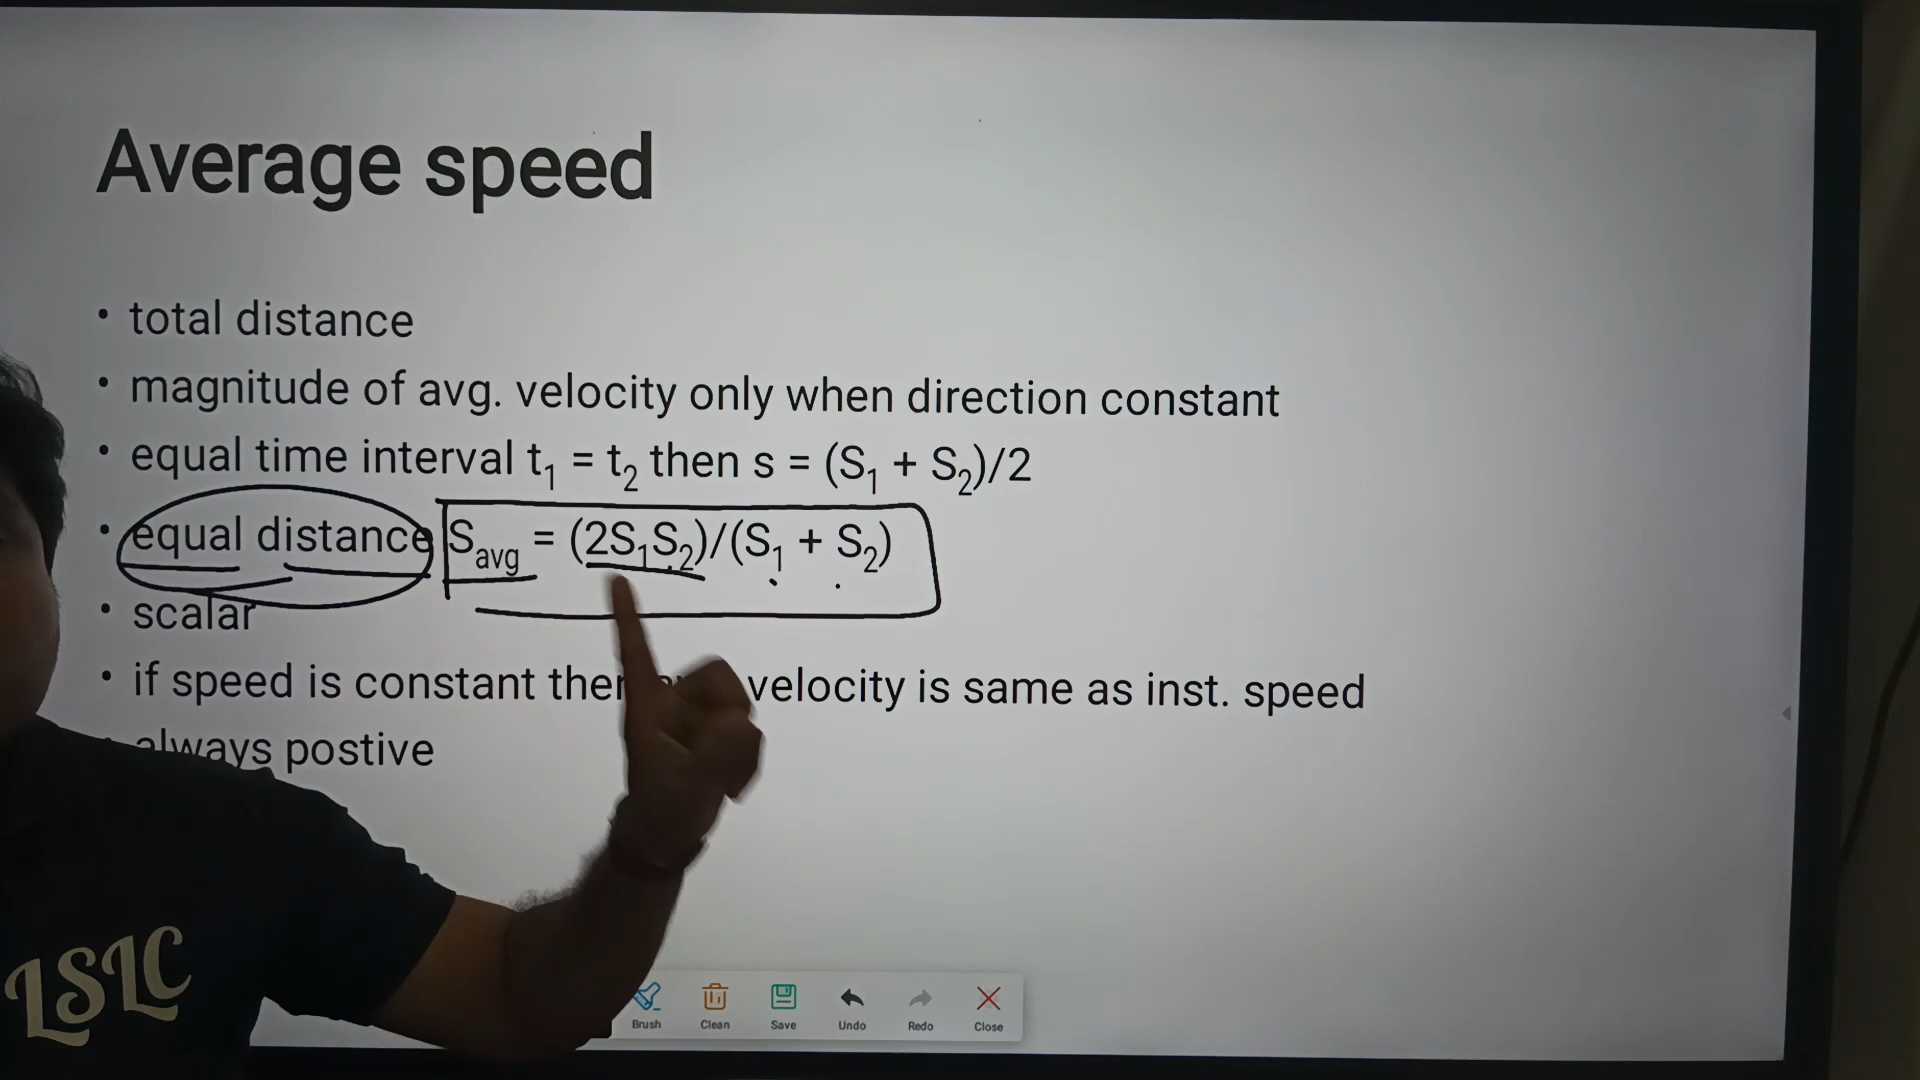 Average speed
• total distance
• magnitude of avg. velocity only when direction constant
• equal time interval t₁ = t₂ then s = (S₁ + S₂)/2
• equal distance S_avg = (2S₁S₂)/(S₁ + S₂)
• scalar
• if speed is constant then velocity is same as inst. speed
• always postive
LSLC
Brush Clean Save Undo Redo Close